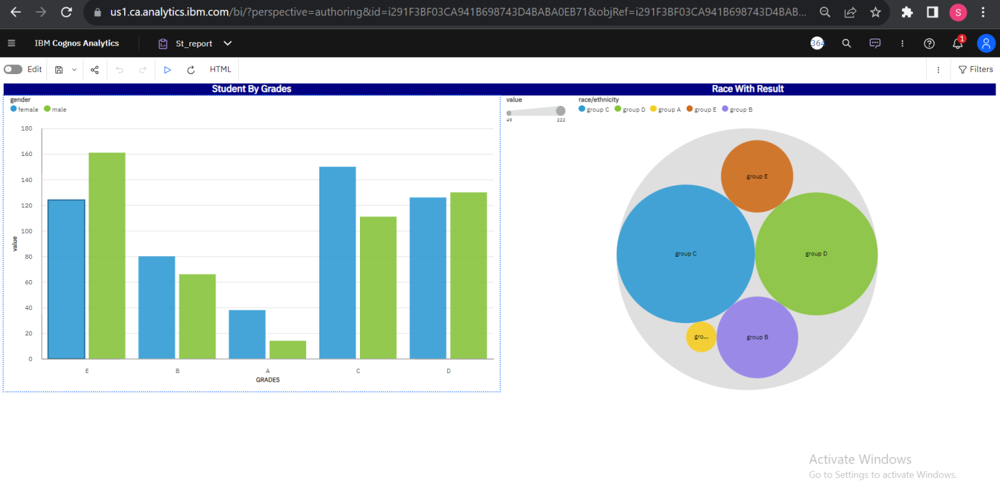 us1.ca.analytics.ibm.com/bi/?perspective=authoring&id=i291F3BF03CA941B698743D4BABA0EB71&objRef=i291F3BF03CA941B698743D4BAB...
S
IBM Cognos Analytics
St_report
364
1
Edit
HTML
Filters
Student By Grades
Race With Result
gender
female
male
value
49
222
race/ethnicity
group C
group D
group A
group E
group B
180
160
140
120
100
80
60
40
20
0
value
E
B
A
C
D
GRADES
group E
group C
group D
gro...
group B
Activate Windows
Go to Settings to activate Windows.